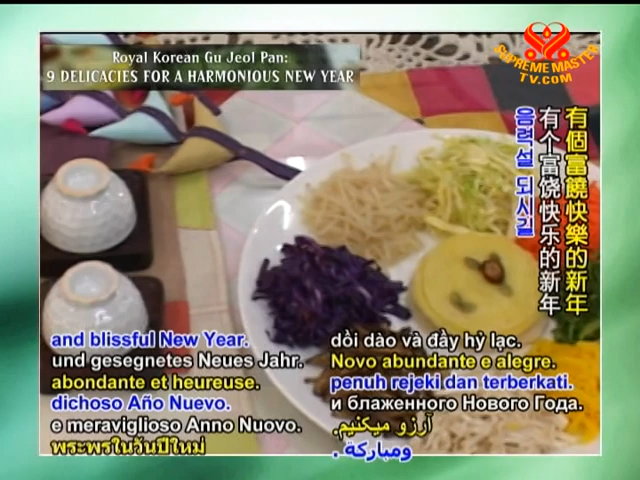 Royal Korean Gu Jeol Pan:
9 DELICACIES FOR A HARMONIOUS NEW YEAR
SUPREME MASTER
TV.COM
有個富饒快樂的新年
有个富饶快乐的新年
음력설 되시길
and blissful New Year.
und gesegnetes Neues Jahr.
abondante et heureuse.
dichoso Año Nuevo.
e meraviglioso Anno Nuovo.
พระพรในวันปีใหม่
dồi dào và đầy hỷ lạc.
Novo abundante e alegre.
penuh rejeki dan terberkati.
и блаженного Нового Года.
آرزو میکنیم.
ومباركة .